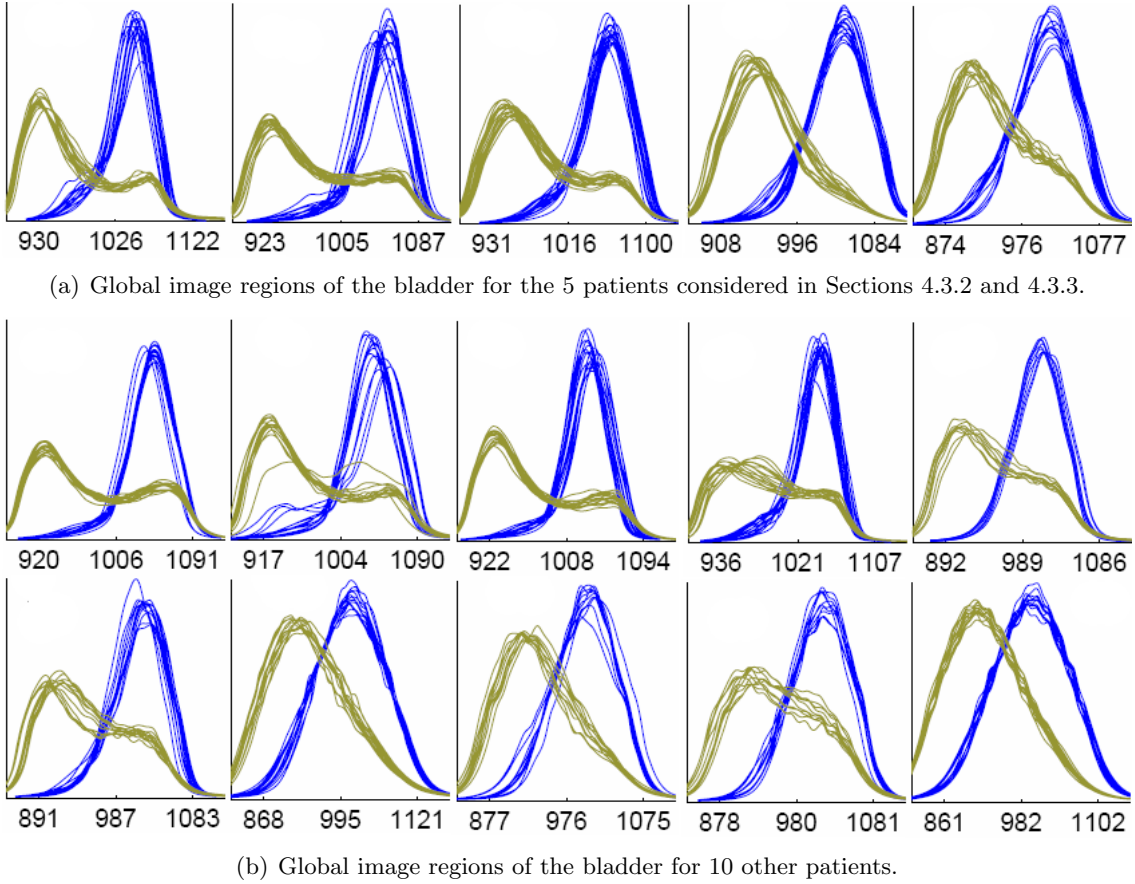 930 1026 1122 923 1005 1087 931 1016 1100 908 996 1084 874 976 1077
(a) Global image regions of the bladder for the 5 patients considered in Sections 4.3.2 and 4.3.3.
920 1006 1091 917 1004 1090 922 1008 1094 936 1021 1107 892 989 1086
891 987 1083 868 995 1121 877 976 1075 878 980 1081 861 982 1102
(b) Global image regions of the bladder for 10 other patients.